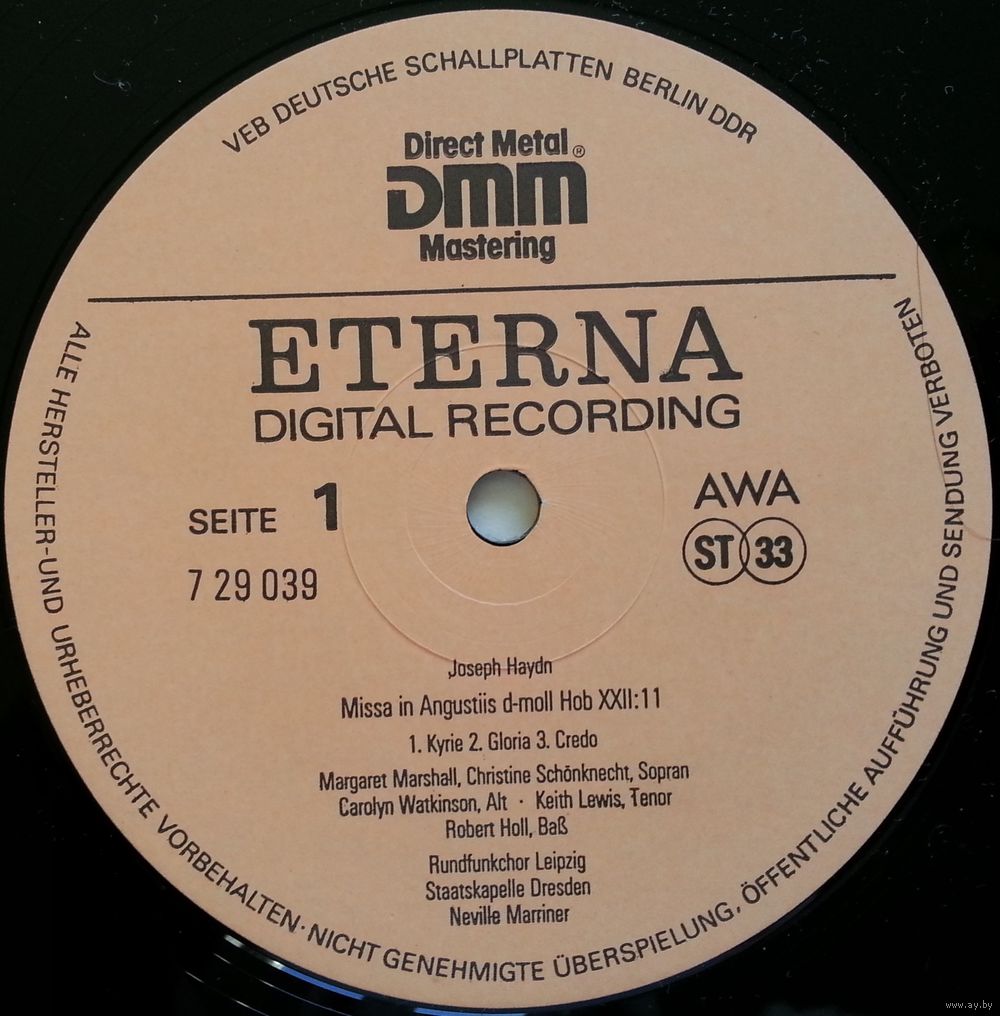 VEB DEUTSCHE SCHALLPLATTEN BERLIN DDR
Direct Metal ®
DMM
Mastering
ETERNA
DIGITAL RECORDING
SEITE 1
7 29 039
AWA
ST 33
Joseph Haydn
Missa in Angustiis d-moll Hob XXII:11
1. Kyrie 2. Gloria 3. Credo
Margaret Marshall, Christine Schönknecht, Sopran
Carolyn Watkinson, Alt · Keith Lewis, Tenor
Robert Holl, Baß
Rundfunkchor Leipzig
Staatskapelle Dresden
Neville Marriner
ALLE HERSTELLER-UND URHEBERRECHTE VORBEHALTEN·NICHT GENEHMIGTE ÜBERSPIELUNG, ÖFFENTLICHE AUFFÜHRUNG UND SENDUNG VERBOTEN
www.ay.by